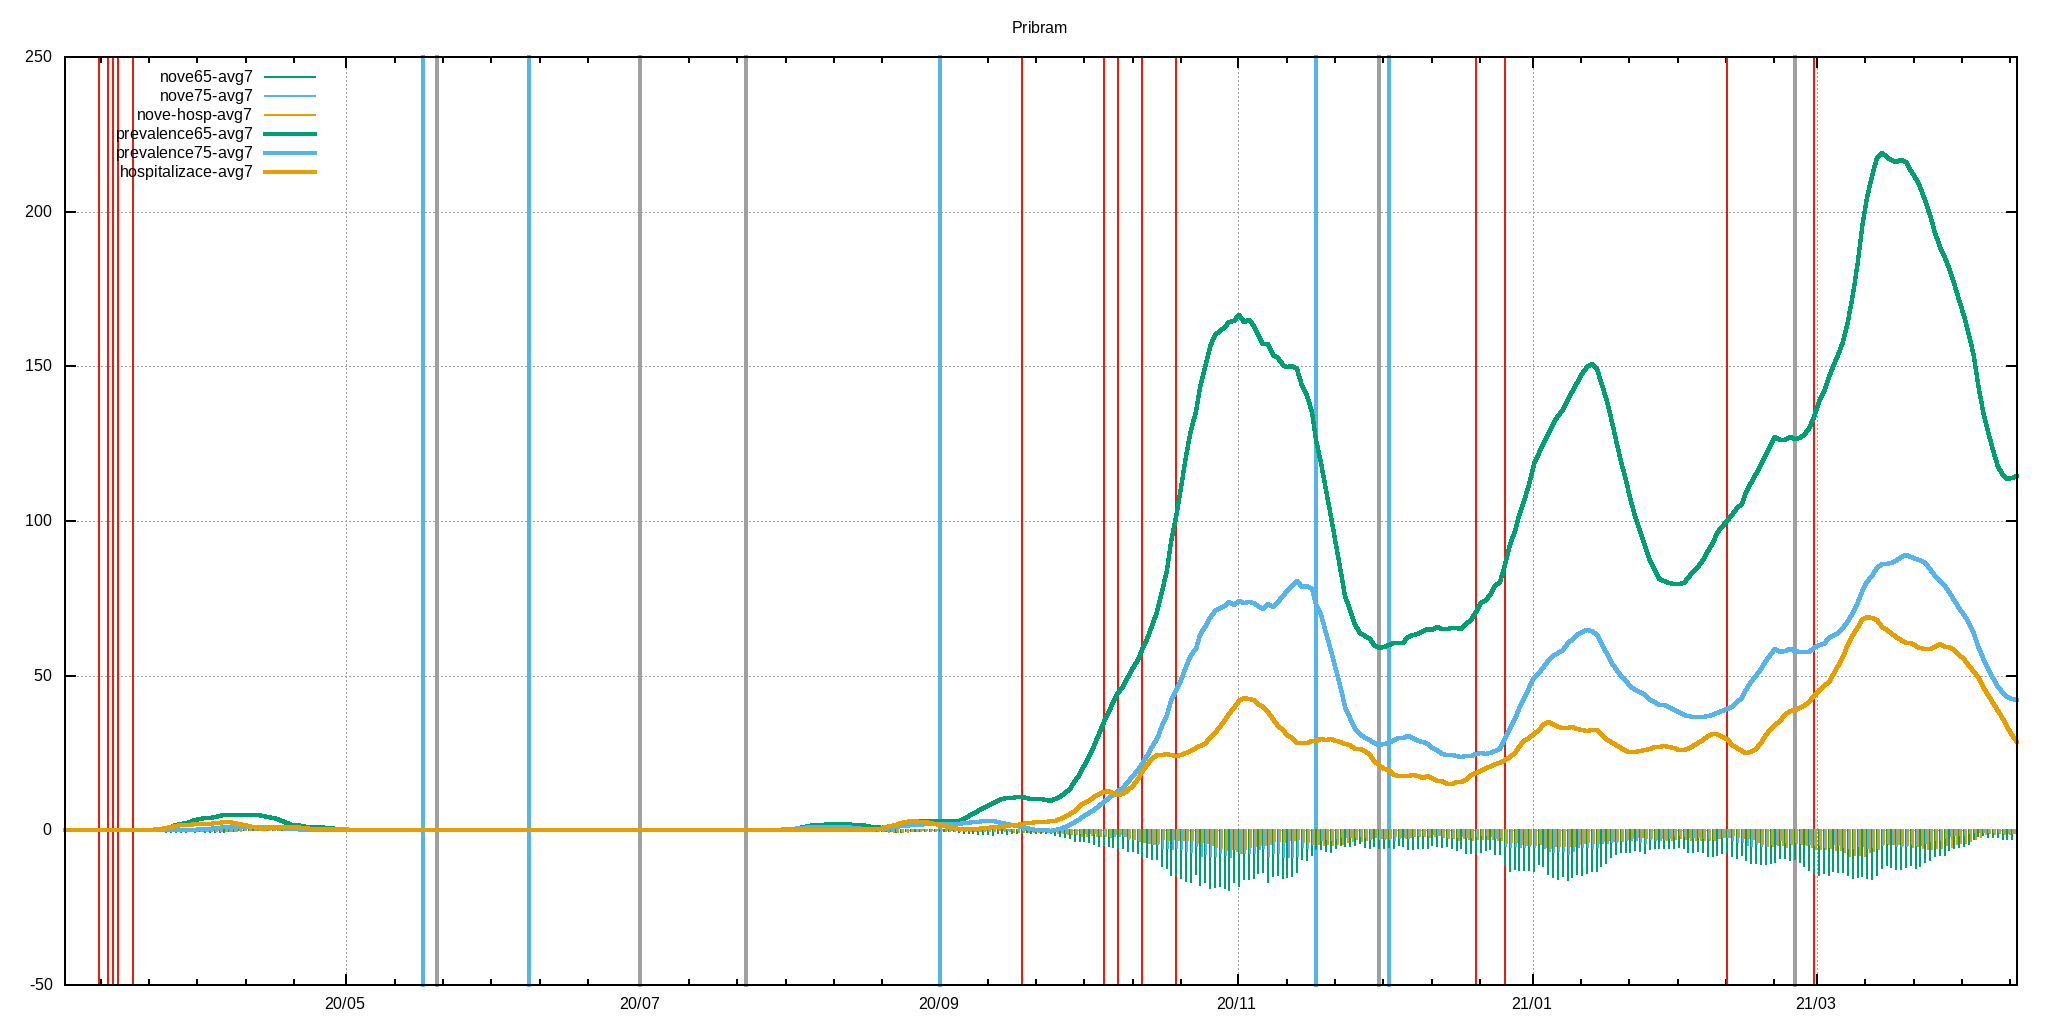 Pribram
250
200
150
100
50
0
-50
nove65-avg7
nove75-avg7
nove-hosp-avg7
prevalence65-avg7
prevalence75-avg7
hospitalizace-avg7
20/05
20/07
20/09
20/11
21/01
21/03